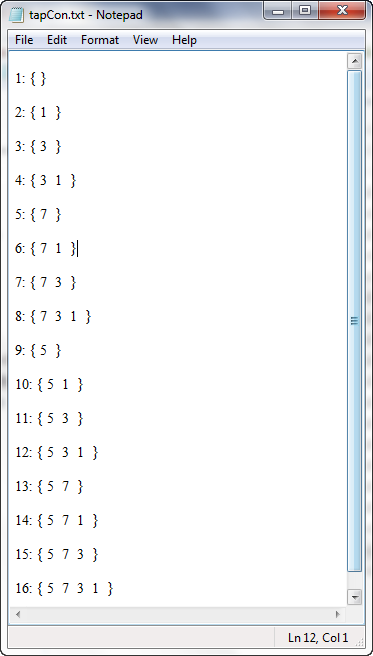 tapCon.txt - Notepad
File Edit Format View Help
1: { }
2: { 1 }
3: { 3 }
4: { 3 1 }
5: { 7 }
6: { 7 1 }
7: { 7 3 }
8: { 7 3 1 }
9: { 5 }
10: { 5 1 }
11: { 5 3 }
12: { 5 3 1 }
13: { 5 7 }
14: { 5 7 1 }
15: { 5 7 3 }
16: { 5 7 3 1 }
Ln 12, Col 1